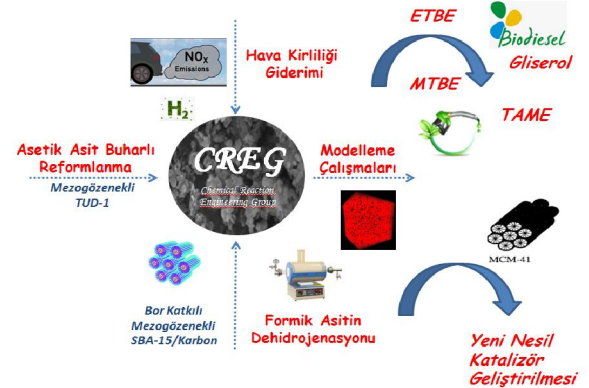 ETBE
Biodiesel
Gliserol
NOx
Emissions
Hava Kirliliği
Giderimi
MTBE
TAME
H2
Asetik Asit Buharlı
Reformlanma
Mezogözenekli
TUD-1
CREG
Chemical Reaction
Engineering Group
Modelleme
Çalışmaları
MCM-41
Bor Katkılı
Mezogözenekli
SBA-15/Karbon
Formik Asitin
Dehidrojenasyonu
Yeni Nesil
Katalizör
Geliştirilmesi